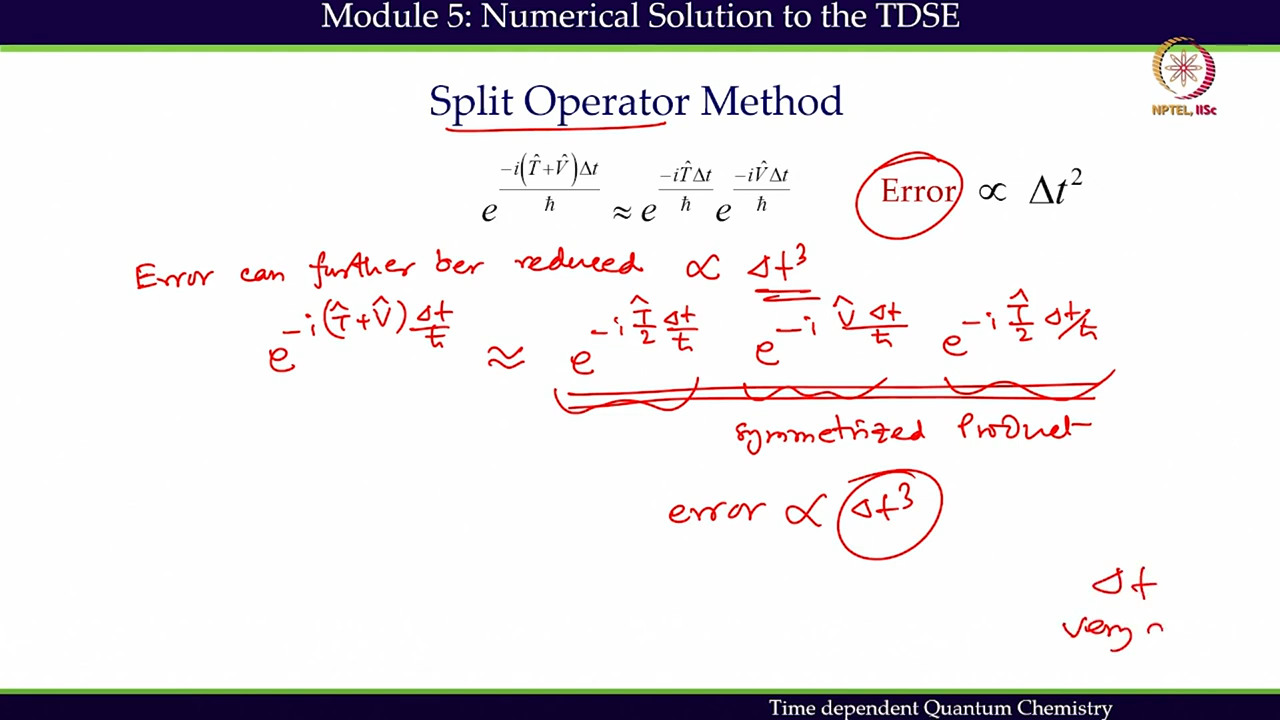 Module 5: Numerical Solution to the TDSE
NPTEL, IISc
Split Operator Method
e^{-i(T̂+V̂)Δt/ħ} ≈ e^{-iT̂Δt/ħ} e^{-iV̂Δt/ħ} Error ∝ Δt²
Error can further ber reduced ∝ Δt³
e^{-i(T̂+V̂)Δt/ħ} ≈ e^{-i T̂/2 Δt/ħ} e^{-i V̂ Δt/ħ} e^{-i T̂/2 Δt/ħ}
symmetrized Product
error ∝ Δt³
Δt
very
Time dependent Quantum Chemistry